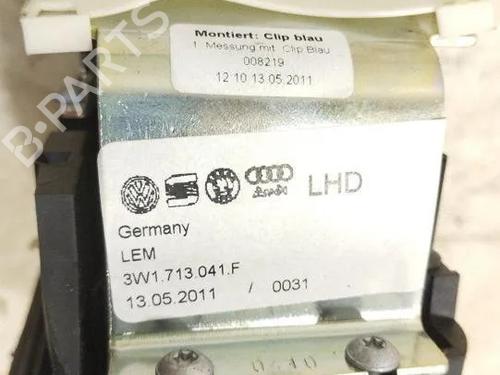 Montiert: Clip blau
1. Messung mit Clip Blau
008219
12:10 13.05.2011
B-PARTS
LHD
Germany
LEM
3W1.713.041.F
13.05.2011 / 0031